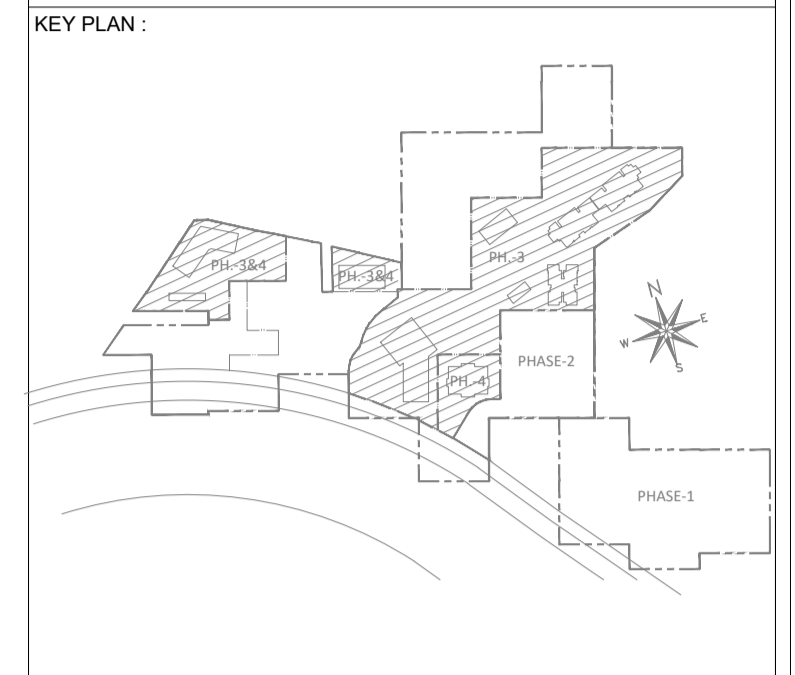 KEY PLAN :
PH.-3
PH.-3&4
PH.-3&4
N
E
W
S
PHASE-2
PH.-4
PHASE-1